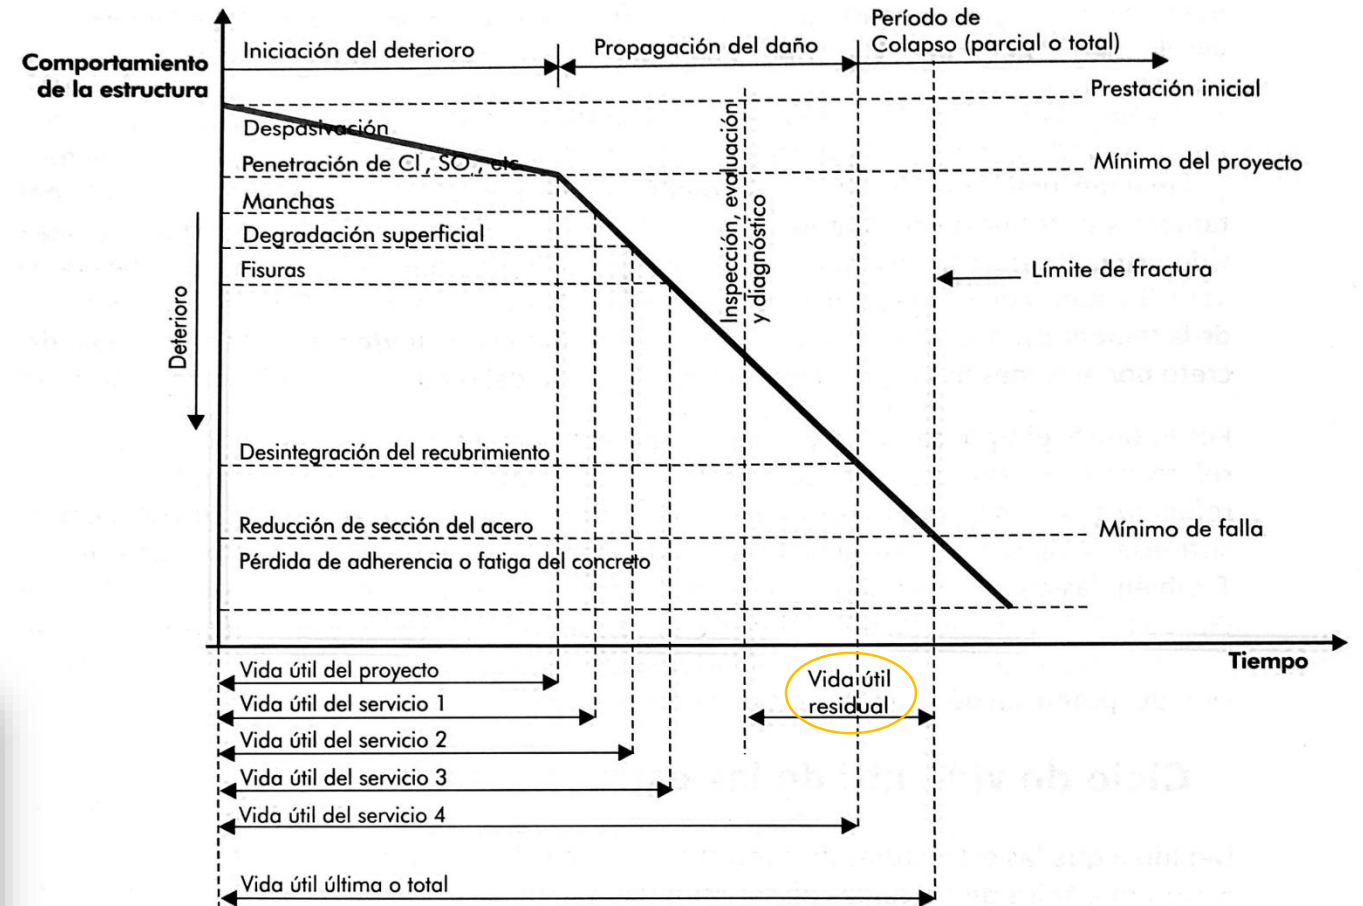 Período de
Colapso (parcial o total)
Iniciación del deterioro
Propagación del daño
Comportamiento
de la estructura
Prestación inicial
Despasivación
Penetración de Cl, SO, etc.
Mínimo del proyecto
Manchas
Degradación superficial
Fisuras
Inspección, evaluación
y diagnóstico
Límite de fractura
Deterioro
Desintegración del recubrimiento
Reducción de sección del acero
Mínimo de falla
Pérdida de adherencia o fatiga del concreto
Tiempo
Vida útil del proyecto
Vida útil
residual
Vida útil del servicio 1
Vida útil del servicio 2
Vida útil del servicio 3
Vida útil del servicio 4
Vida útil última o total